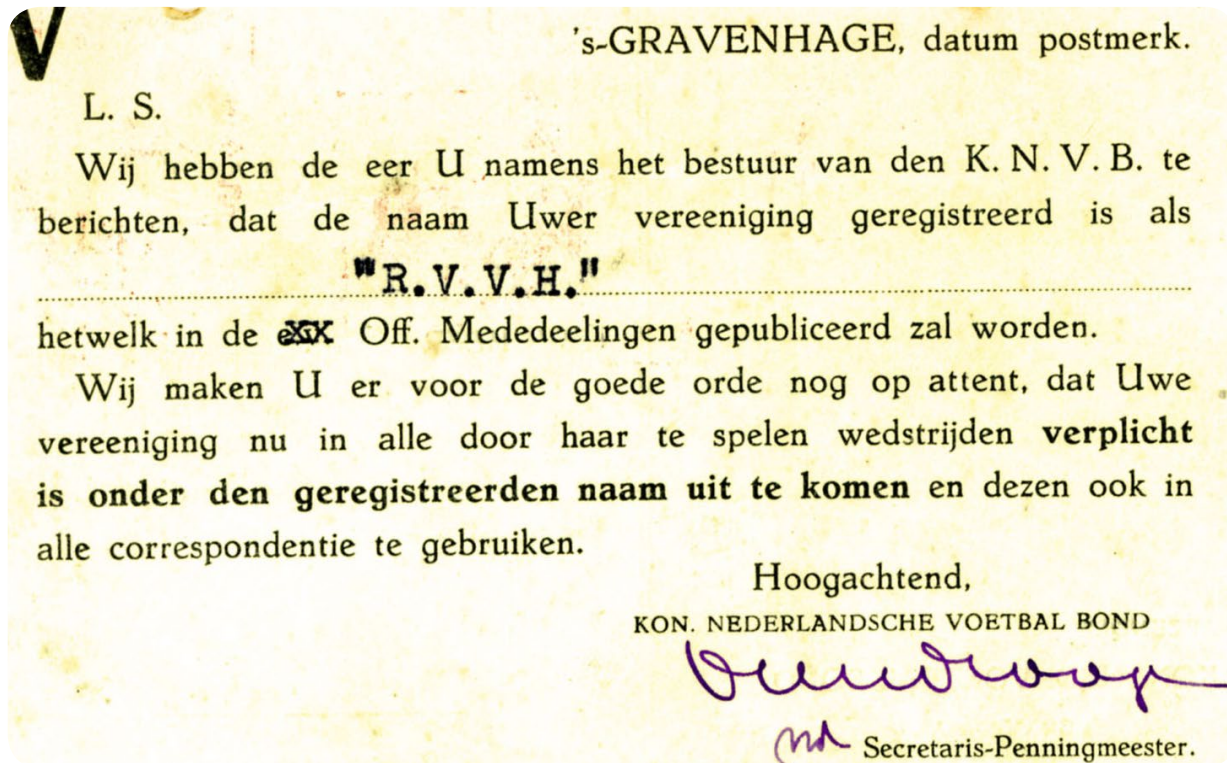 V
's-GRAVENHAGE, datum postmerk.
L. S.
Wij hebben de eer U namens het bestuur van den K. N. V. B. te
berichten, dat de naam Uwer vereeniging geregistreerd is als
"R.V.V.H."
hetwelk in de Off. Mededeelingen gepubliceerd zal worden.
Wij maken U er voor de goede orde nog op attent, dat Uwe
vereeniging nu in alle door haar te spelen wedstrijden verplicht
is onder den geregistreerden naam uit te komen en dezen ook in
alle correspondentie te gebruiken.
Hoogachtend,
KON. NEDERLANDSCHE VOETBAL BOND
Secretaris-Penningmeester.